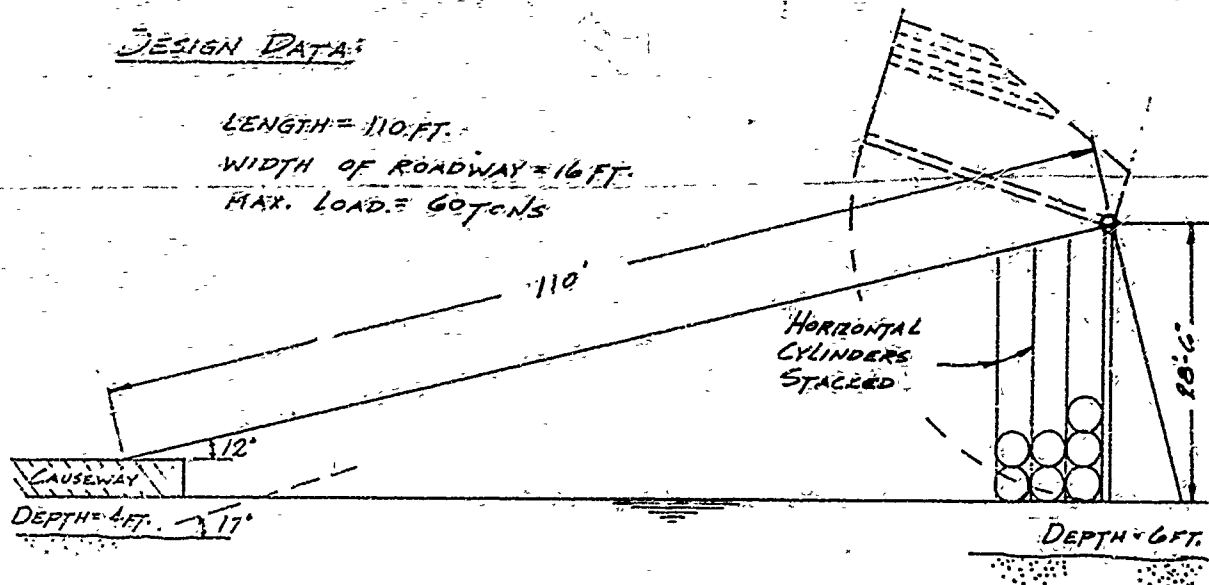 DESIGN DATA:
LENGTH = 110 FT.
WIDTH OF ROADWAY = 16 FT.
MAX. LOAD. = 60 TONS
110'
HORIZONTAL
CYLINDERS
STACKED
28'-6"
12°
CAUSEWAY
DEPTH = 4 FT.
17°
DEPTH = 6 FT.